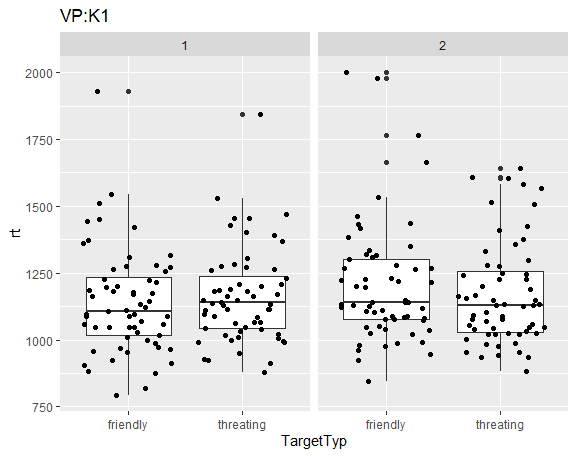 VP:K1
1 2
2000
1750
1500
1250
1000
750
rt
friendly threating friendly threating
TargetTyp